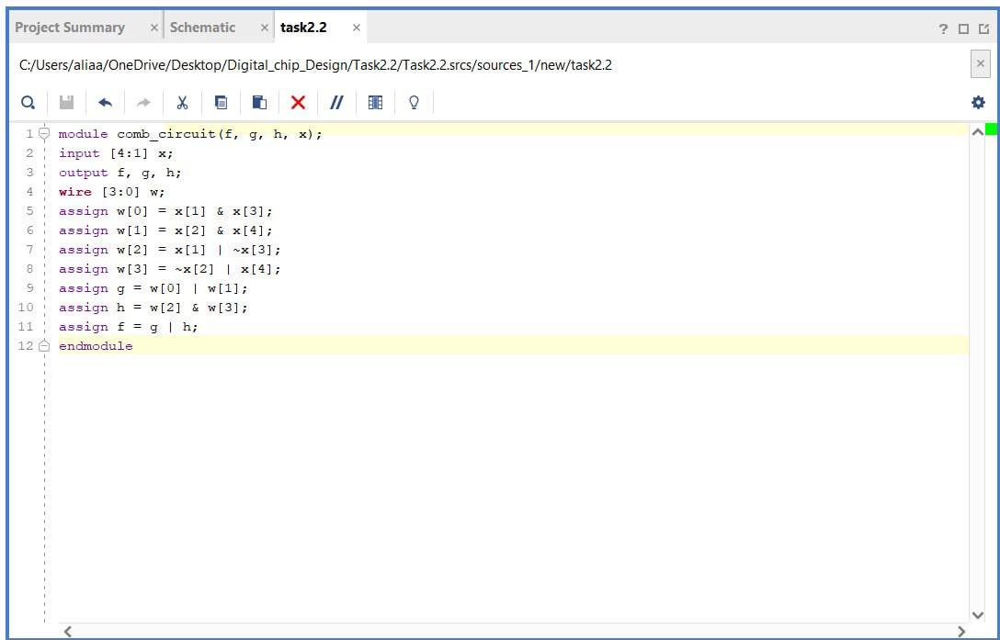 Project Summary × Schematic × task2.2 × ?
C:/Users/aliaa/OneDrive/Desktop/Digital_chip_Design/Task2.2/Task2.2.srcs/sources_1/new/task2.2 ×
1 module comb_circuit(f, g, h, x);
2 input [4:1] x;
3 output f, g, h;
4 wire [3:0] w;
5 assign w[0] = x[1] & x[3];
6 assign w[1] = x[2] & x[4];
7 assign w[2] = x[1] | ~x[3];
8 assign w[3] = ~x[2] | x[4];
9 assign g = w[0] | w[1];
10 assign h = w[2] & w[3];
11 assign f = g | h;
12 endmodule